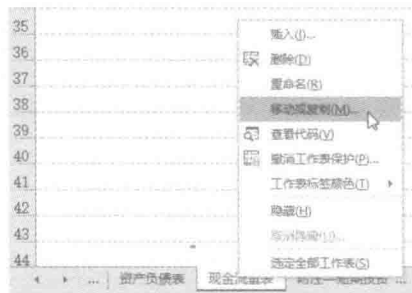 35
36
37
38
39
40
41
42
43
44
插入(I)...
删除(D)
重命名(R)
移动或复制(M)...
查看代码(V)
撤消工作表保护(P)...
工作表标签颜色(T)
隐藏(H)
取消隐藏(U)...
选定全部工作表(S)
... 资产负债表 现金流量表